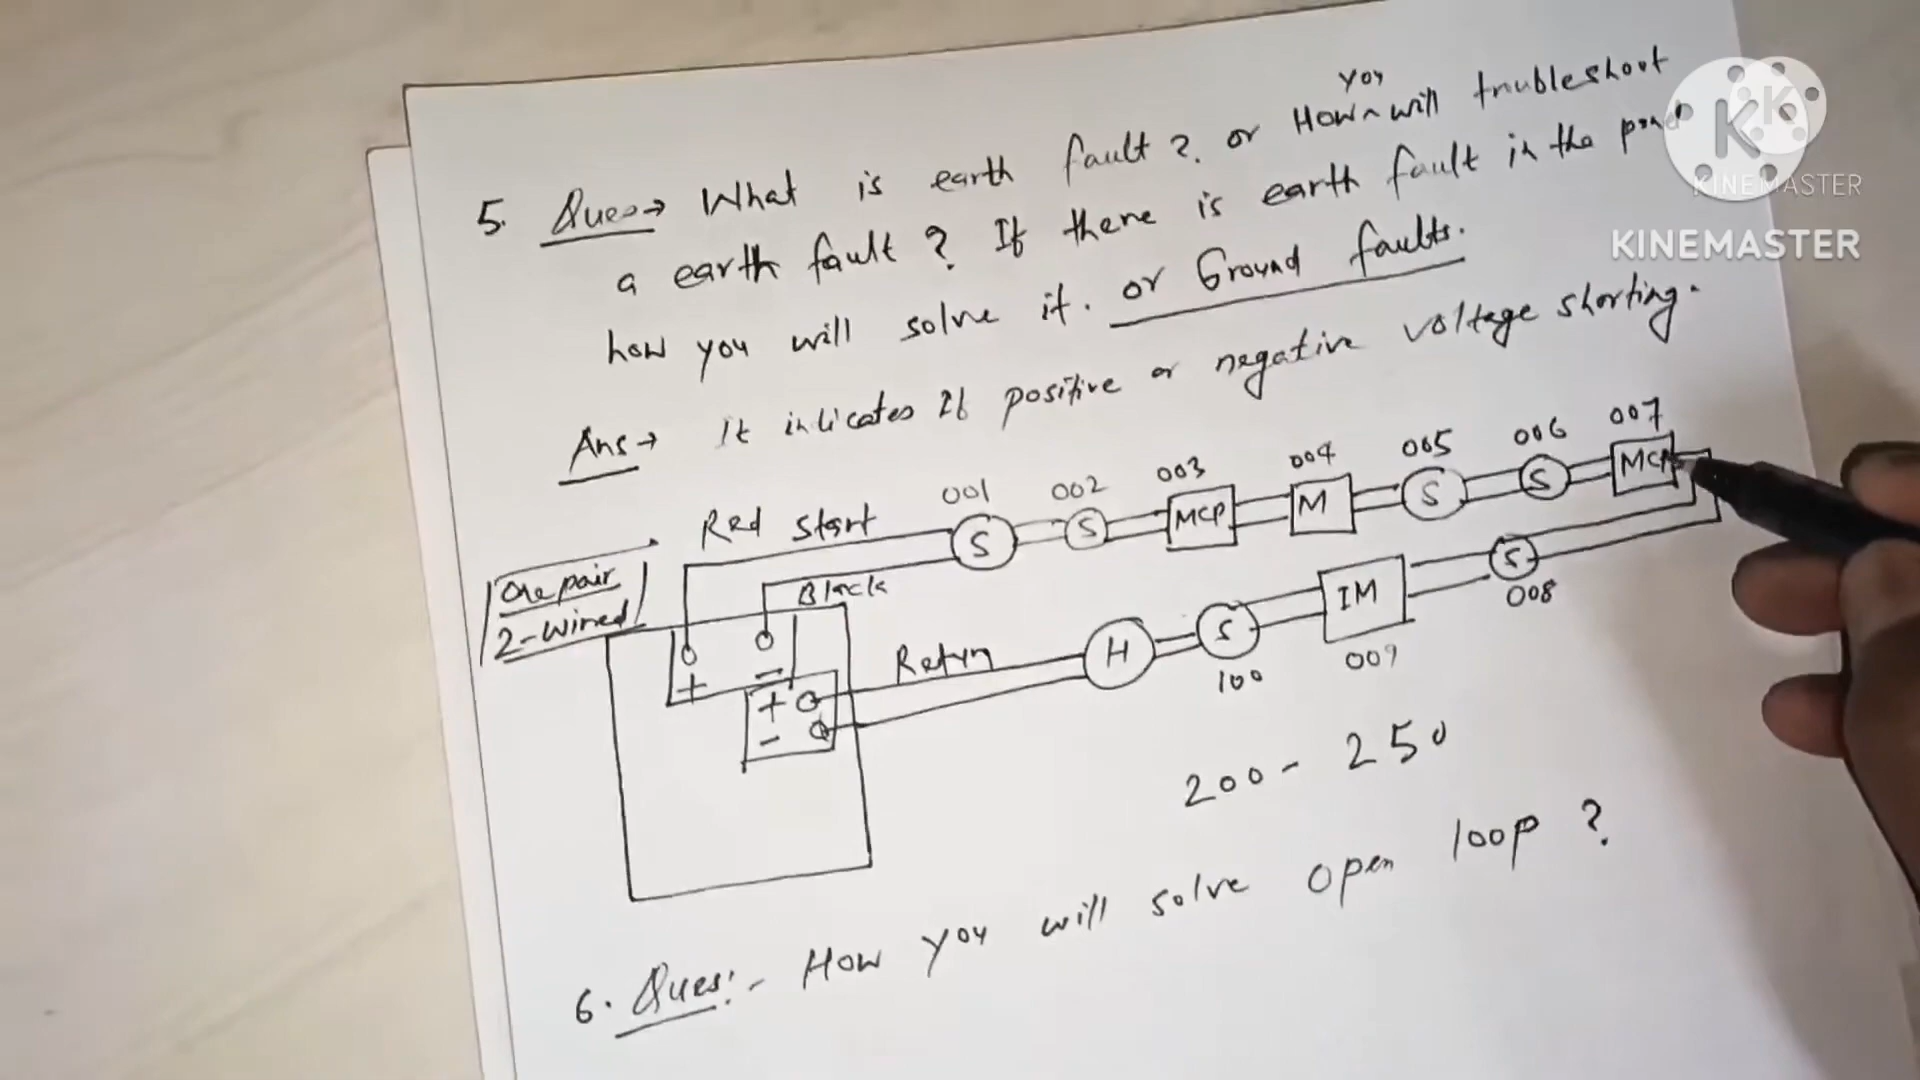 you
5. Ques→ What is earth fault ?. or How ^ will troubleshoot
a earth fault ? If there is earth fault in the
how you will solve it. or Ground faults.
Ans→ It indicates If positive or negative voltage shorting.
Red start 001 002 003 004 005 006 007
S S MCP M S S MCP
One pair
2-wired
Black
+ -
+
-
Retyn H S IM S
100 009 008
200 - 250
6. Ques:- How you will solve open loop ?
K K
KINEMASTER
KINEMASTER